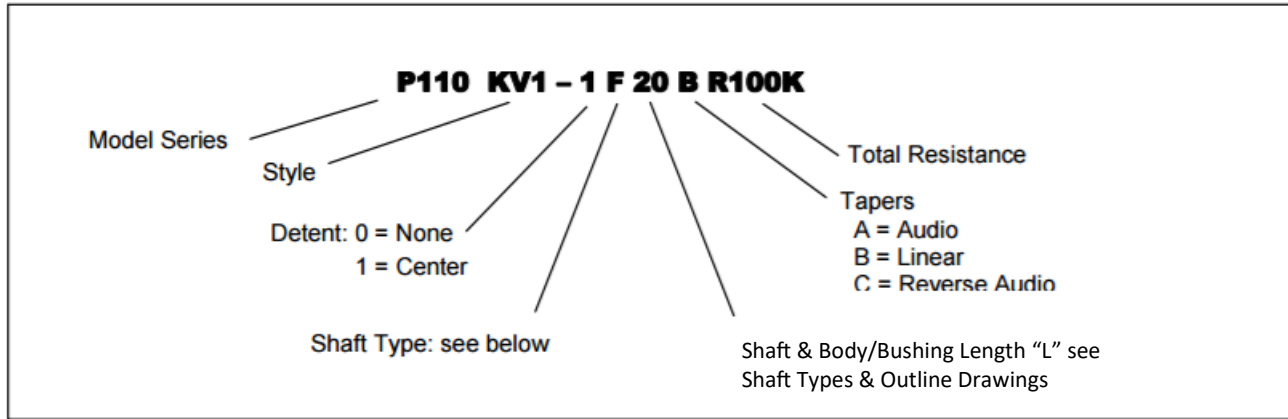 P110 KV1 – 1 F 20 B R100K
Model Series
Style
Detent: 0 = None
1 = Center
Shaft Type: see below
Shaft & Body/Bushing Length “L” see
Shaft Types & Outline Drawings
Total Resistance
Tapers
A = Audio
B = Linear
C = Reverse Audio